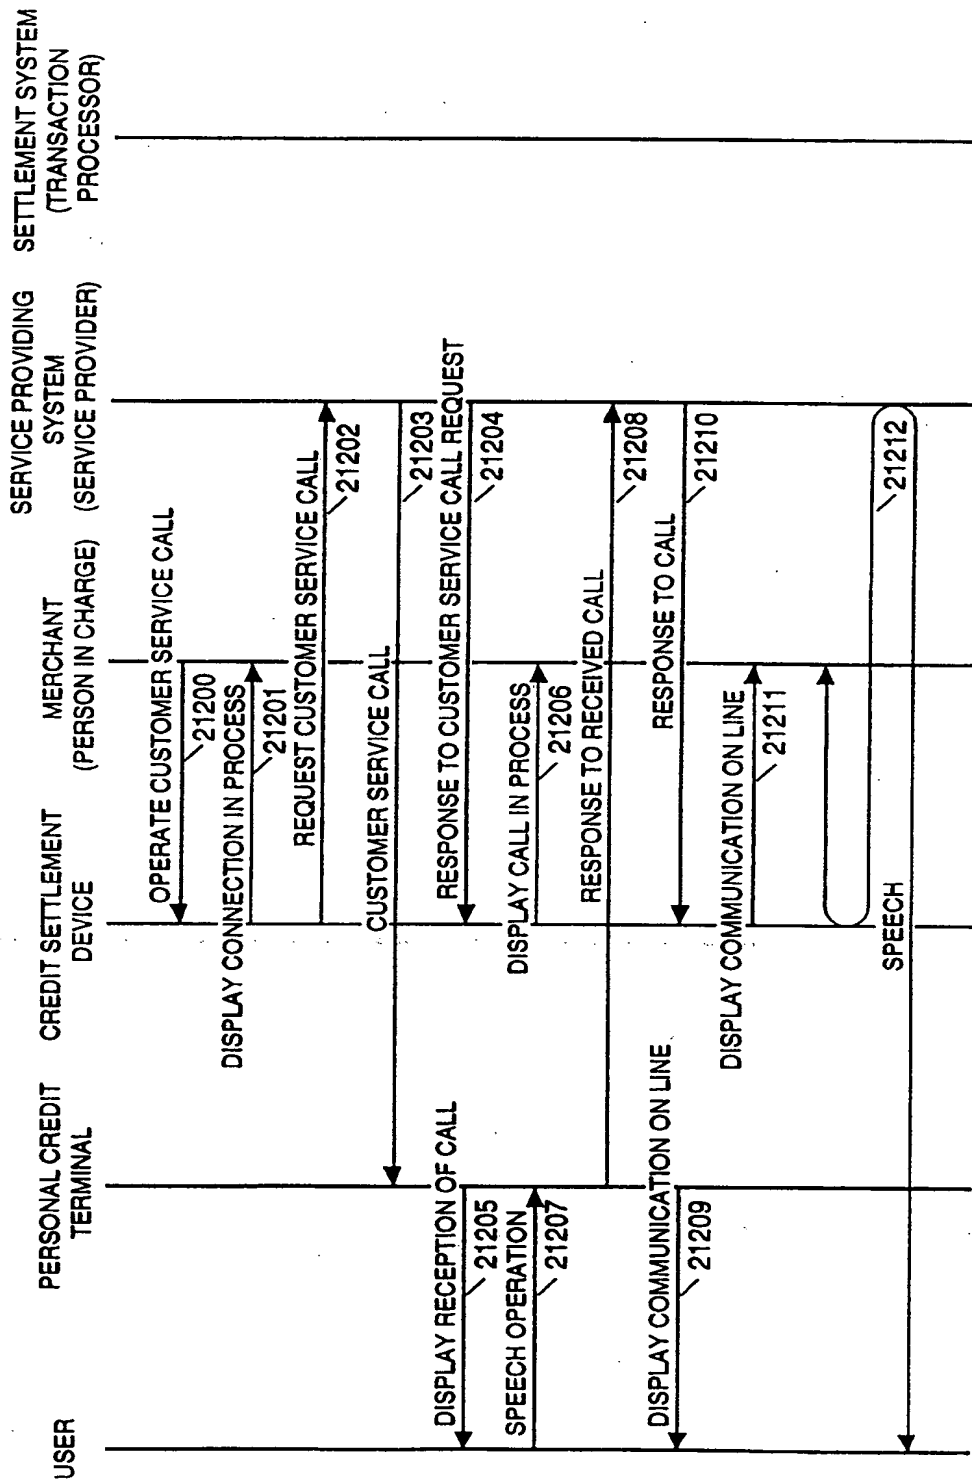 USER
PERSONAL CREDIT
TERMINAL
CREDIT SETTLEMENT
DEVICE
MERCHANT
(PERSON IN CHARGE)
SERVICE PROVIDING
SYSTEM
(SERVICE PROVIDER)
SETTLEMENT SYSTEM
(TRANSACTION
PROCESSOR)
OPERATE CUSTOMER SERVICE CALL
21200
DISPLAY CONNECTION IN PROCESS
21201
REQUEST CUSTOMER SERVICE CALL
21202
CUSTOMER SERVICE CALL
21203
RESPONSE TO CUSTOMER SERVICE CALL REQUEST
21204
DISPLAY RECEPTION OF CALL
21205
DISPLAY CALL IN PROCESS
21206
SPEECH OPERATION
21207
RESPONSE TO RECEIVED CALL
21208
DISPLAY COMMUNICATION ON LINE
21209
RESPONSE TO CALL
21210
DISPLAY COMMUNICATION ON LINE
21211
SPEECH
21212